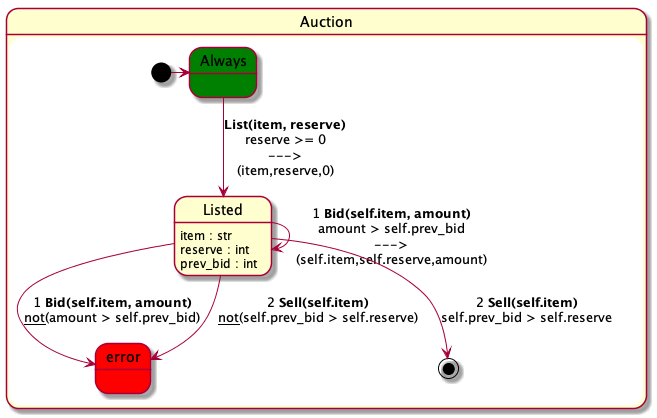 Auction
Always
List(item, reserve)
reserve >= 0
--->
(item,reserve,0)
Listed
item : str
reserve : int
prev_bid : int
1 Bid(self.item, amount)
amount > self.prev_bid
--->
(self.item,self.reserve,amount)
1 Bid(self.item, amount)
not(amount > self.prev_bid)
2 Sell(self.item)
not(self.prev_bid > self.reserve)
2 Sell(self.item)
self.prev_bid > self.reserve
error